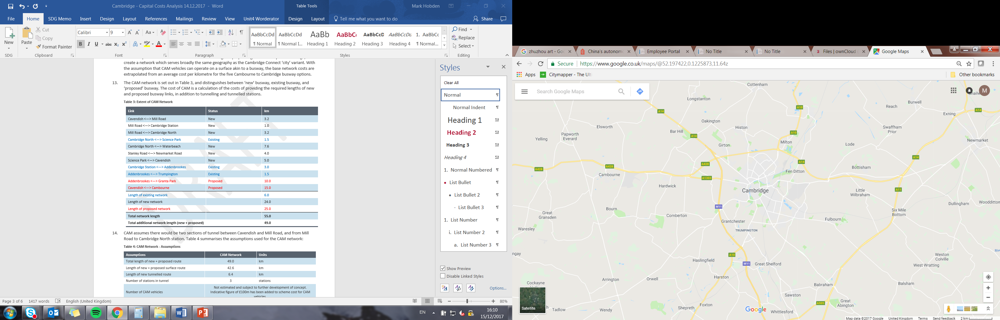 Cambridge - Capital Costs Analysis 14.12.2017 - Word
Table Tools
Mark Hobden
File Home SDG Memo Insert Design Layout References Mailings Review View Unit4 Worderator Design Layout Tell me what you want to do Share
New
SDG
Paste
Cut
Copy
Format Painter
Clipboard
Calibri 9
Font
Paragraph
AaBbCcDd AaBbCcDd AaBb AaBbC AaBbCcD AaBbCcDd 1. AaBbCc
¶ Normal ¶ Normal I... Heading 1 Heading 2 Heading 3 Heading 4 ¶ Normal...
Styles
Find
Replace
Select
Editing
create a network which serves broadly the same geography as the Cambridge Connect ‘city’ variant. With
the assumption that CAM vehicles can operate on a surface akin to a busway, the base network costs are
extrapolated from an average cost per kilometre for the five Cambourne to Cambridge busway options.
13. The CAM network is set out in Table 3, and distinguishes between ‘new’ busway, existing busway, and
‘proposed’ busway. The cost of CAM is a calculation of the costs of providing the required lengths of new
and proposed busway links, in addition to tunnelling and tunnelled stations.
DRAFT
Table 3: Extent of CAM Network
Link Status km
Cavendish <—> Mill Road New 3.2
Mill Road <—> Cambridge Station New 1.0
Mill Road <—> Cambridge North New 3.2
Cambridge North <—> Science Park Existing 1.5
Cambridge North <—> Waterbeach New 7.6
Stanley Road <—> Newmarket Road New 4.0
Science Park <—> Cavendish New 5.0
Cambridge Station <—> Addenbrookes Existing 3.0
Addenbrookes <—> Trumpington Existing 1.5
Addenbrookes <—> Granta Park Proposed 10.0
Cavendish <—> Cambourne Proposed 15.0
Length of existing network 6.0
Length of new network 24.0
Length of proposed network 25.0
Total network length 55.0
Total additional network length (new + proposed) 49.0
14. CAM assumes there would be two sections of tunnel between Cavendish and Mill Road, and from Mill
Road to Cambridge North station. Table 4 summarises the assumptions used for the CAM network:
Table 4: CAM Network - Assumptions
Assumptions CAM Network Units
Total length of new + proposed route 49.0 km
Length of new + proposed surface route 42.6 km
Length of new tunnelled route 6.4 km
Number of stations in tunnel 3 stations
Number of CAM vehicles
Not estimated and subject to further development of concept.
Indicative figure of £100m has been added to scheme cost for CAM
vehicles
Styles
Clear All
Normal
Normal Indent
Heading 1
Heading 2
Heading 3
Heading 4
1. Normal Numbered
List Bullet
List Bullet 2
- List Bullet 3
1. List Number
i. List Number 2
a. List Number 3
Show Preview
Disable Linked Styles
Options...
Page 3 of 6 1417 words English (United Kingdom) 80%
EN
16:10
15/12/2017
zhuzhou art - Goo
China's autonomo
Employee Portal
No Title
No Title
Files | ownCloud
Google Maps
Secure https://www.google.co.uk/maps/@52.197422,0.1225873,11.64z
Apps Citymapper - The Ulti Other bookmarks
Search Google Maps
M
Cottenham
Longstanton
Burwell
Reach
A10
A14
A14
Exning
Oakington
Elsworth
Histon
Swaffham
Prior
Bar Hill
A10
Papworth
Everard
A14
Yelling
Newmarket
Milton
Girton
Lode
A14
A14
A428
A428
A428
Bottisham
Fen Ditton
Cambourne
A1303
Hardwick
Cambridge
A11
Little
Wilbraham
Dullingham
Woodditton
M11
Bourn
Six Mile
Bottom
Great
Gransden
Comberton
Fulbourn
Grantchester
Waresley
TRUMPINGTON
ngay
A10
Weston
Colville
Haslingfield
M11
Great Shelford
West Wratting
Arrington
Orwell
Harston
Cockayne
Babraham
Balsham
Sawston
A505
Great
Abington
Foxton
Shepreth
Whittlesford
Wendy
Tadlow
Satellite
Google
Map data ©2017 Google United Kingdom Terms Send feedback 2 km